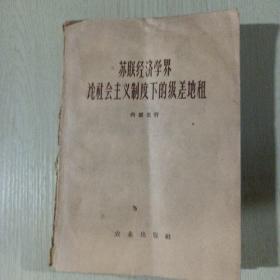 苏联经济学界
论社会主义制度下的级差地租
农业出版社